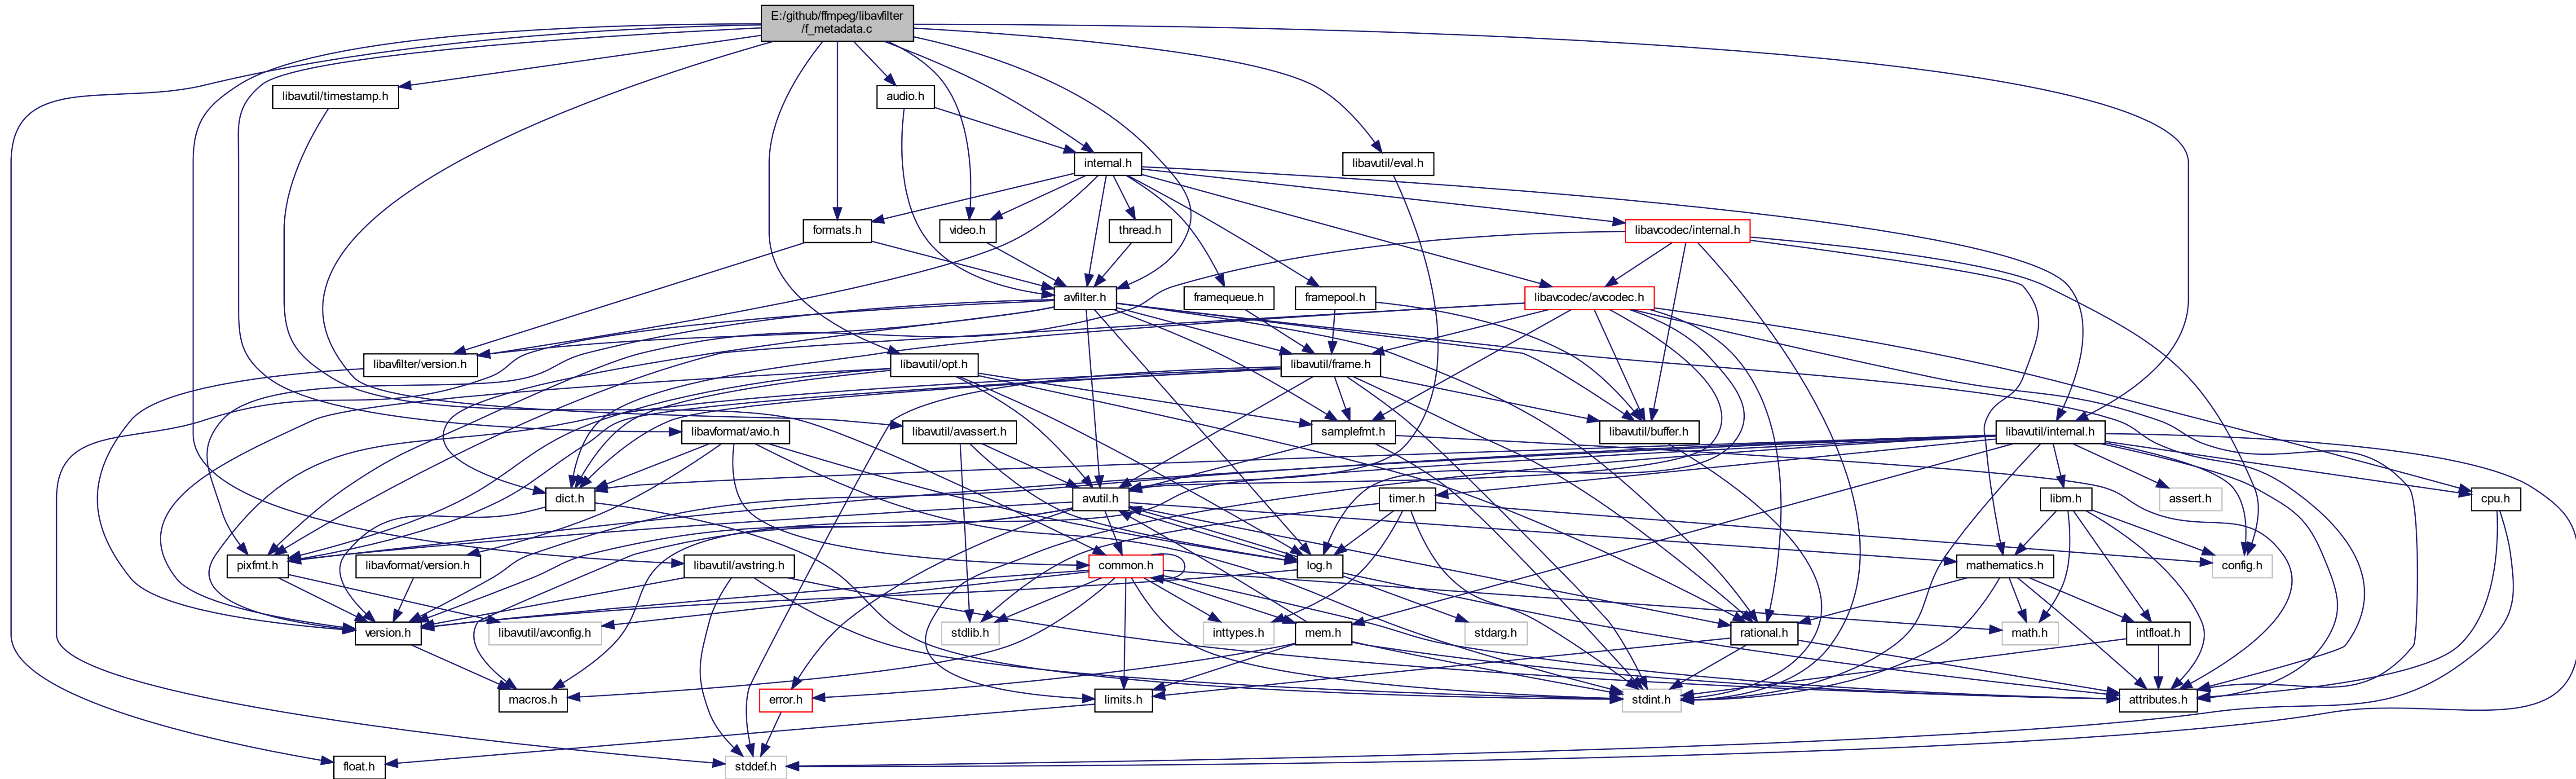 E:/github/ffmpeg/libavfilter
/f_metadata.c
libavutil/timestamp.h
audio.h
internal.h
libavutil/eval.h
formats.h
video.h
thread.h
libavcodec/internal.h
avfilter.h
framequeue.h
framepool.h
libavcodec/avcodec.h
libavfilter/version.h
libavutil/opt.h
libavutil/frame.h
libavformat/avio.h
libavutil/avassert.h
samplefmt.h
libavutil/buffer.h
libavutil/internal.h
dict.h
avutil.h
timer.h
libm.h
assert.h
cpu.h
pixfmt.h
libavformat/version.h
libavutil/avstring.h
common.h
log.h
mathematics.h
config.h
version.h
libavutil/avconfig.h
stdlib.h
inttypes.h
mem.h
stdarg.h
rational.h
math.h
intfloat.h
macros.h
error.h
limits.h
stdint.h
attributes.h
float.h
stddef.h